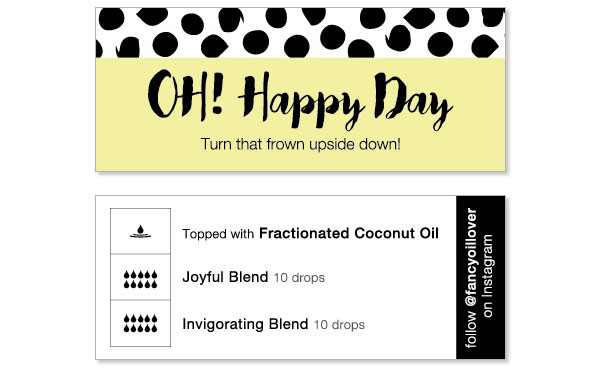 OH! Happy Day
Turn that frown upside down!
Topped with Fractionated Coconut Oil
Joyful Blend 10 drops
Invigorating Blend 10 drops
follow @fancyoillover
on Instagram